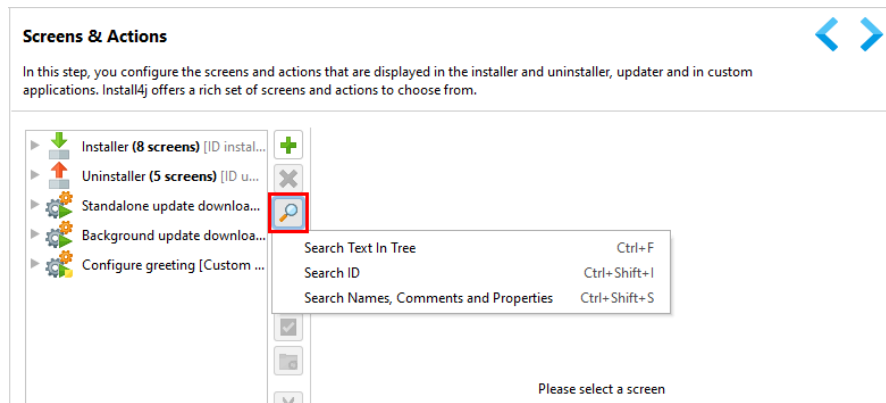 Screens & Actions
In this step, you configure the screens and actions that are displayed in the installer and uninstaller, updater and in custom
applications. Install4j offers a rich set of screens and actions to choose from.
Installer (8 screens) [ID instal...
Uninstaller (5 screens) [ID u...
Standalone update downloa...
Background update downloa...
Configure greeting [Custom ...
Search Text In Tree Ctrl+F
Search ID Ctrl+Shift+I
Search Names, Comments and Properties Ctrl+Shift+S
Please select a screen